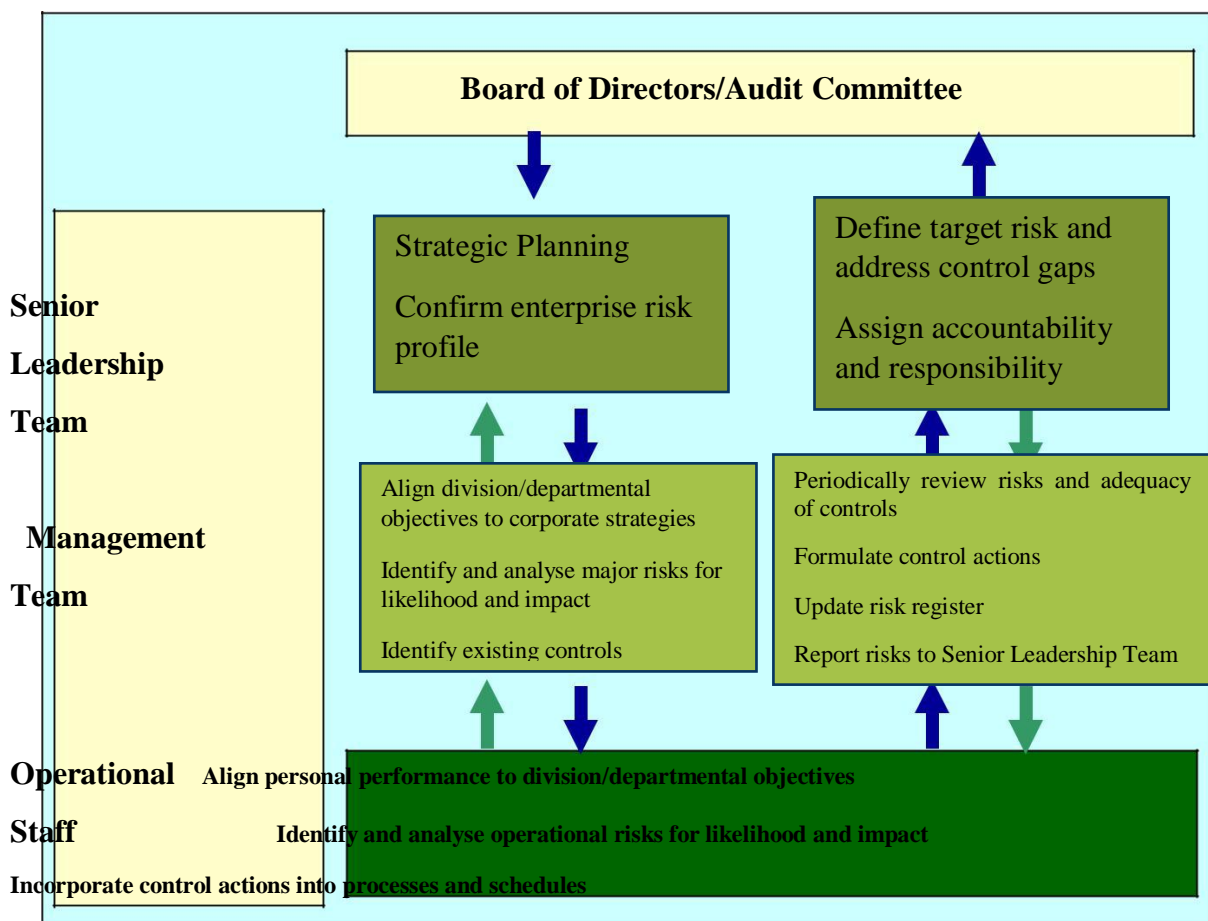 Board of Directors/Audit Committee
Senior
Leadership
Team
Strategic Planning
Confirm enterprise risk
profile
Define target risk and
address control gaps
Assign accountability
and responsibility
Management
Team
Align division/departmental
objectives to corporate strategies
Identify and analyse major risks for
likelihood and impact
Identify existing controls
Periodically review risks and adequacy
of controls
Formulate control actions
Update risk register
Report risks to Senior Leadership Team
Operational Align personal performance to division/departmental objectives
Staff Identify and analyse operational risks for likelihood and impact
Incorporate control actions into processes and schedules